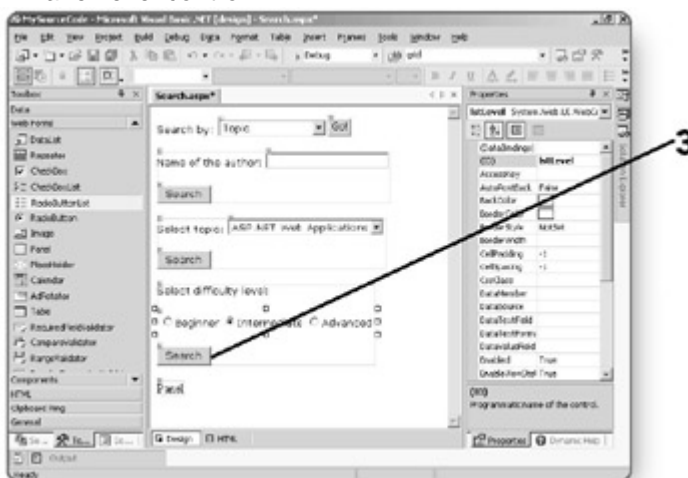 MySourceCode - Microsoft Visual Basic .NET [design] - Search.aspx*
File Edit View Project Build Debug Data Format Table Insert Frames Tools Window Help
Debug grid
Toolbox
Data
Web Forms
DataList
Repeater
CheckBox
CheckBoxList
RadioButtonList
RadioButton
Image
Panel
PlaceHolder
Calendar
AdRotator
Table
RequiredFieldValidator
CompareValidator
RangeValidator
Components
HTML
Clipboard Ring
General
Search.aspx*
Search by: Topic Go!
Name of the author:
Search
Select topic: ASP.NET Web Applications
Search
Select difficulty level:
Beginner Intermediate Advanced
Search
Panel
Design HTML
Properties
(DataBindings)
(ID) lstLevel
AccessKey
AutoPostBack False
BackColor
BorderColor
BorderStyle NotSet
BorderWidth
CellPadding -1
CellSpacing -1
CssClass
DataMember
DataSource
DataTextField
DataTextForm
DataValueField
Enabled True
EnableViewStat True
(ID)
Programmatic name of the control.
Properties Dynamic Help
Solution Explorer
Output
Ready
3